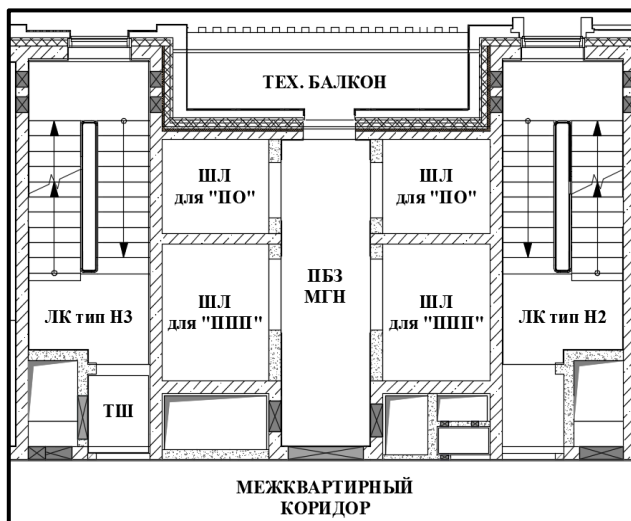 ТЕХ. БАЛКОН
ШЛ
для "ПО"
ШЛ
для "ПО"
ПБЗ
МГН
ШЛ
для "ППП"
ШЛ
для "ППП"
ЛК тип Н3
ЛК тип Н2
ТШ
МЕЖКВАРТИРНЫЙ
КОРИДОР